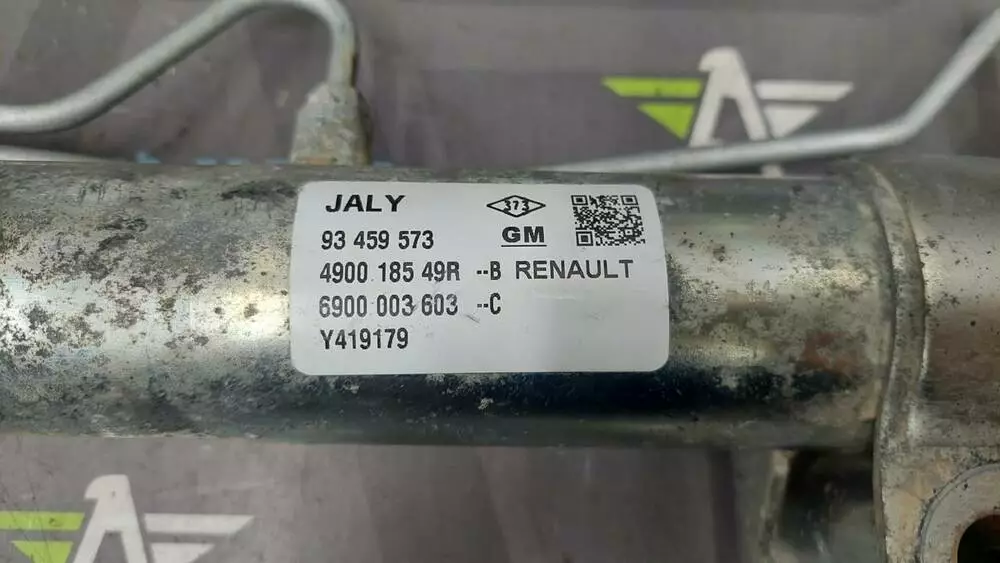 JALY
373
93 459 573
GM
4900 185 49R --B RENAULT
6900 003 603 --C
Y419179